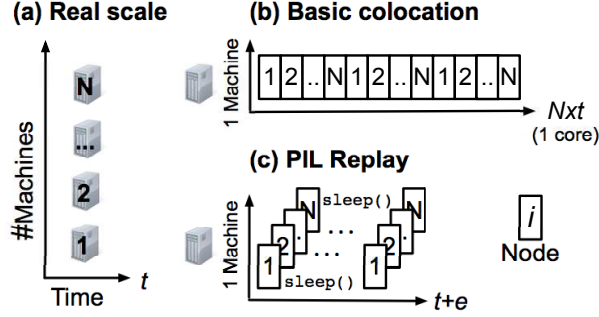 (a) Real scale
#Machines
N
...
2
1
Time
t
(b) Basic colocation
1 Machine
1 2 .. N 1 2 .. N 1 2 .. N
Nxt
(1 core)
(c) PIL Replay
1 Machine
N sleep() N
. ... .
2 ... 2
1 1
sleep()
t+e
i
Node